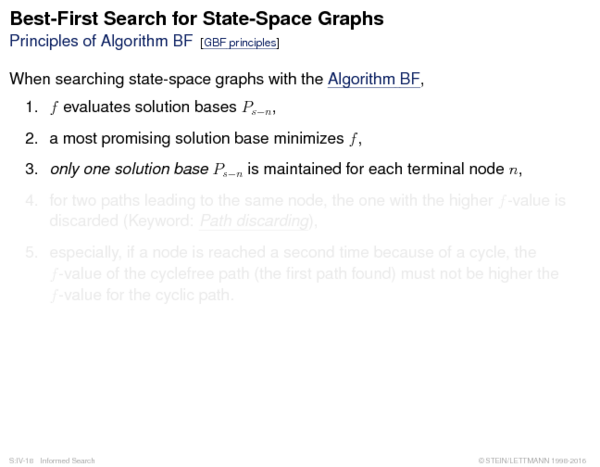 Best-First Search for State-Space Graphs
Principles of Algorithm BF [GBF principles]
When searching state-space graphs with the Algorithm BF,
1. f evaluates solution bases P_{s−n},
2. a most promising solution base minimizes f,
3. only one solution base P_{s−n} is maintained for each terminal node n,
4. for two paths leading to the same node, the one with the higher f-value is
discarded (Keyword: Path discarding),
5. especially, if a node is reached a second time because of a cycle, the
f-value of the cyclefree path (the first path found) must not be higher the
f-value for the cyclic path.
S:IV-16 Informed Search ©STEIN/LETTMANN 1998-2016